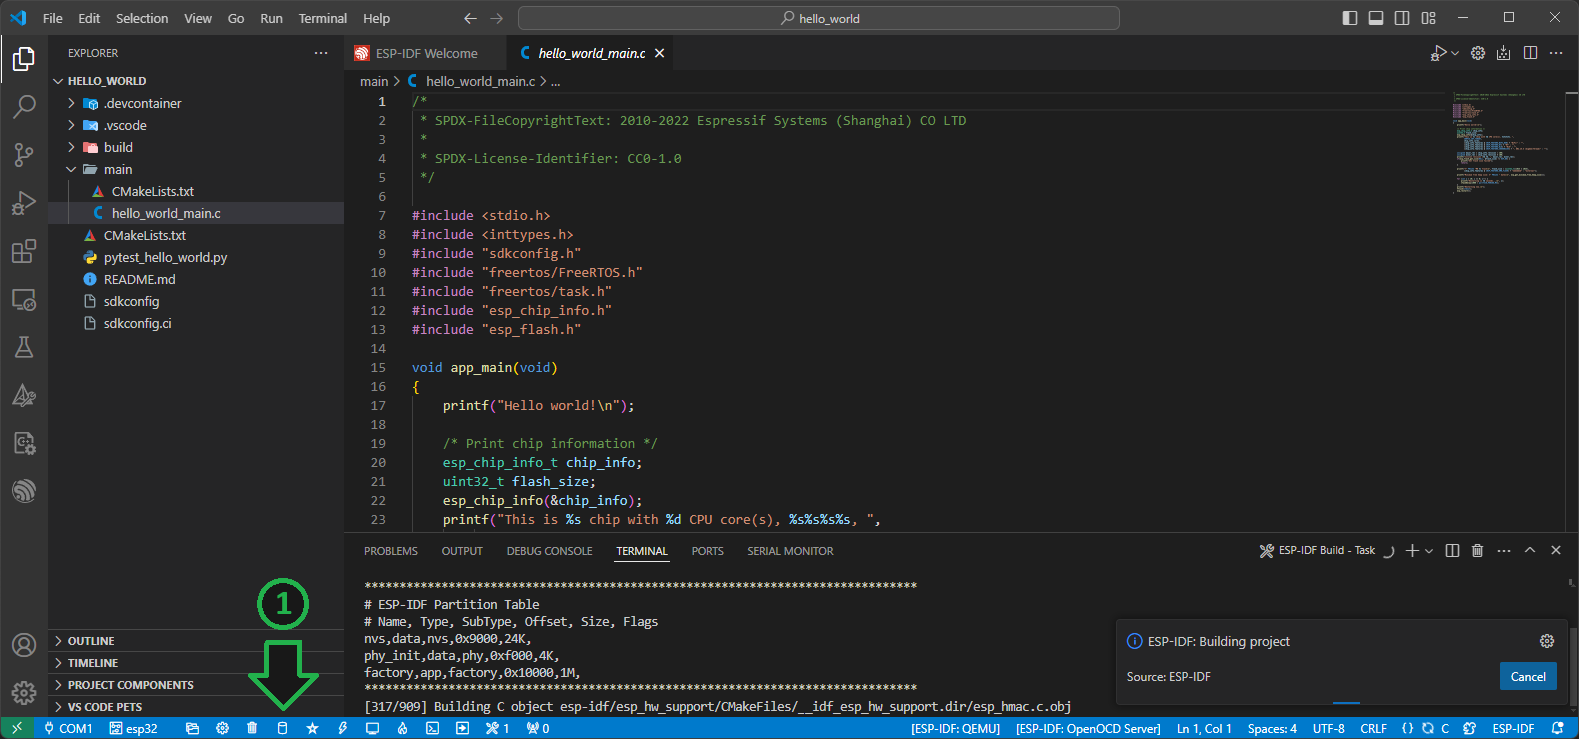 File Edit Selection View Go Run Terminal Help
hello_world
EXPLORER
HELLO_WORLD
.devcontainer
.vscode
build
main
CMakeLists.txt
hello_world_main.c
CMakeLists.txt
pytest_hello_world.py
README.md
sdkconfig
sdkconfig.ci
OUTLINE
TIMELINE
PROJECT COMPONENTS
VS CODE PETS
1
ESP-IDF Welcome
hello_world_main.c
main > hello_world_main.c > ...
1 /*
2 * SPDX-FileCopyrightText: 2010-2022 Espressif Systems (Shanghai) CO LTD
3 *
4 * SPDX-License-Identifier: CC0-1.0
5 */
6
7 #include <stdio.h>
8 #include <inttypes.h>
9 #include "sdkconfig.h"
10 #include "freertos/FreeRTOS.h"
11 #include "freertos/task.h"
12 #include "esp_chip_info.h"
13 #include "esp_flash.h"
14
15 void app_main(void)
16 {
17 printf("Hello world!\n");
18
19 /* Print chip information */
20 esp_chip_info_t chip_info;
21 uint32_t flash_size;
22 esp_chip_info(&chip_info);
23 printf("This is %s chip with %d CPU core(s), %s%s%s%s, ",
PROBLEMS OUTPUT DEBUG CONSOLE TERMINAL PORTS SERIAL MONITOR
ESP-IDF Build - Task
*******************************************************************************
# ESP-IDF Partition Table
# Name, Type, SubType, Offset, Size, Flags
nvs,data,nvs,0x9000,24K,
phy_init,data,phy,0xf000,4K,
factory,app,factory,0x10000,1M,
*******************************************************************************
[317/909] Building C object esp-idf/esp_hw_support/CMakeFiles/__idf_esp_hw_support.dir/esp_hmac.c.obj
ESP-IDF: Building project
Source: ESP-IDF
Cancel
COM1 esp32 1 0 [ESP-IDF: QEMU] [ESP-IDF: OpenOCD Server] Ln 1, Col 1 Spaces: 4 UTF-8 CRLF {} C ESP-IDF